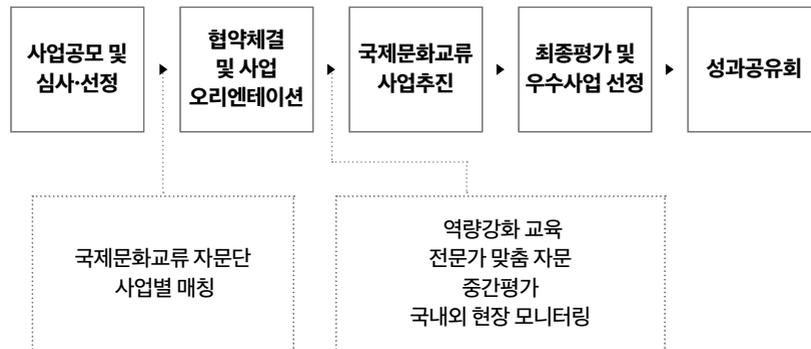 사업공모 및
심사·선정
협약체결
및 사업
오리엔테이션
국제문화교류
사업추진
최종평가 및
우수사업 선정
성과공유회
국제문화교류 자문단
사업별 매칭
역량강화 교육
전문가 맞춤 자문
중간평가
국내외 현장 모니터링